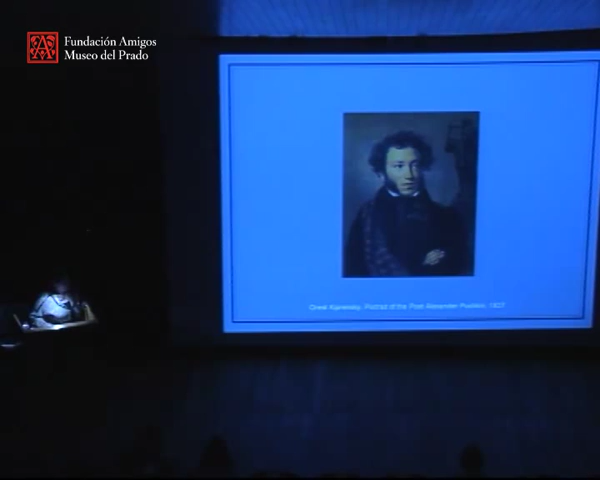 Fundación Amigos
Museo del Prado
Orest Kiprensky, Portrait of the Poet Alexander Pushkin, 1827